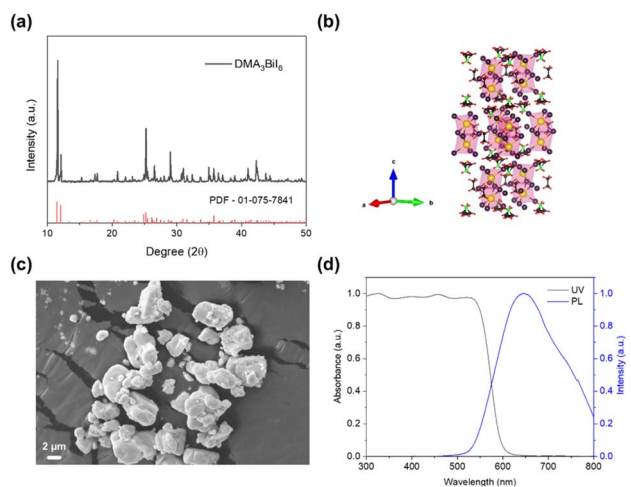 (a)
DMA₃BiI₆
Intensity (a.u.)
PDF - 01-075-7841
10 20 30 40 50
Degree (2θ)
(b)
c
a
b
(c)
2 μm
(d)
UV
PL
Absorbance (a.u.)
1.0
0.8
0.6
0.4
0.2
0.0
Intensity (a.u.)
1.0
0.8
0.6
0.4
0.2
0.0
300 400 500 600 700 800
Wavelength (nm)